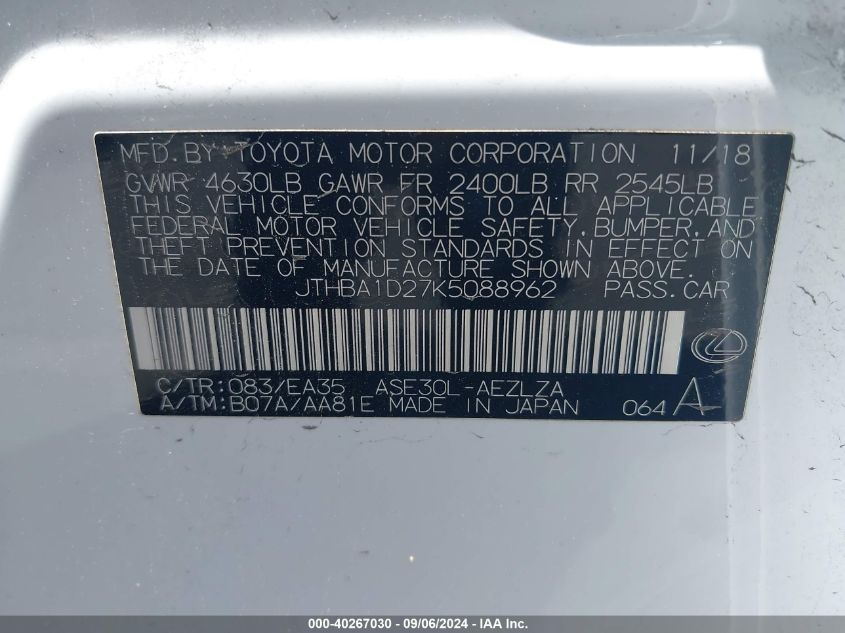 MFD. BY TOYOTA MOTOR CORPORATION 11/18
GVWR 4630LB GAWR FR 2400LB RR 2545LB
THIS VEHICLE CONFORMS TO ALL APPLICABLE
FEDERAL MOTOR VEHICLE SAFETY, BUMPER, AND
THEFT PREVENTION STANDARDS IN EFFECT ON
THE DATE OF MANUFACTURE SHOWN ABOVE.
JTHBA1D27K5088962 PASS. CAR
C/TR: 083/EA35 ASE30L-AEZLZA
A/TM: B07A/AA81E MADE IN JAPAN 064 A
000-40267030 - 09/06/2024 - IAAI.COM